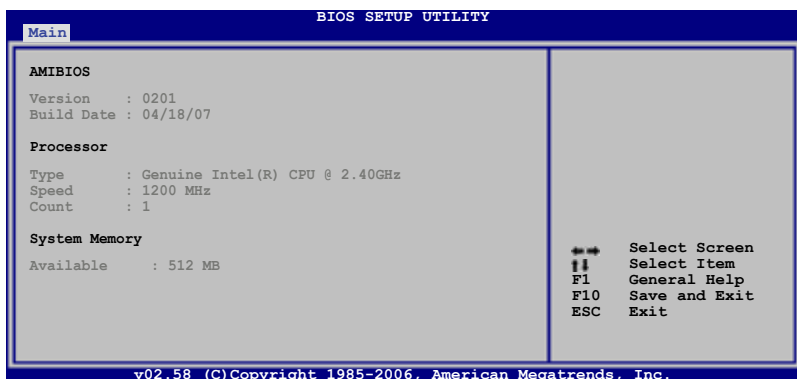 BIOS SETUP UTILITY
Main
AMIBIOS
Version : 0201
Build Date : 04/18/07
Processor
Type : Genuine Intel(R) CPU @ 2.40GHz
Speed : 1200 MHz
Count : 1
System Memory
Available : 512 MB
←→ Select Screen
↑↓ Select Item
F1 General Help
F10 Save and Exit
ESC Exit
v02.58 (C)Copyright 1985-2006, American Megatrends, Inc.